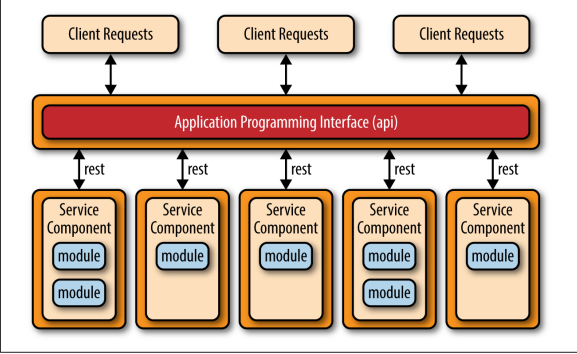 Client Requests
Client Requests
Client Requests
Application Programming Interface (api)
rest
rest
rest
rest
rest
Service
Component
module
module
Service
Component
module
Service
Component
module
Service
Component
module
module
Service
Component
module